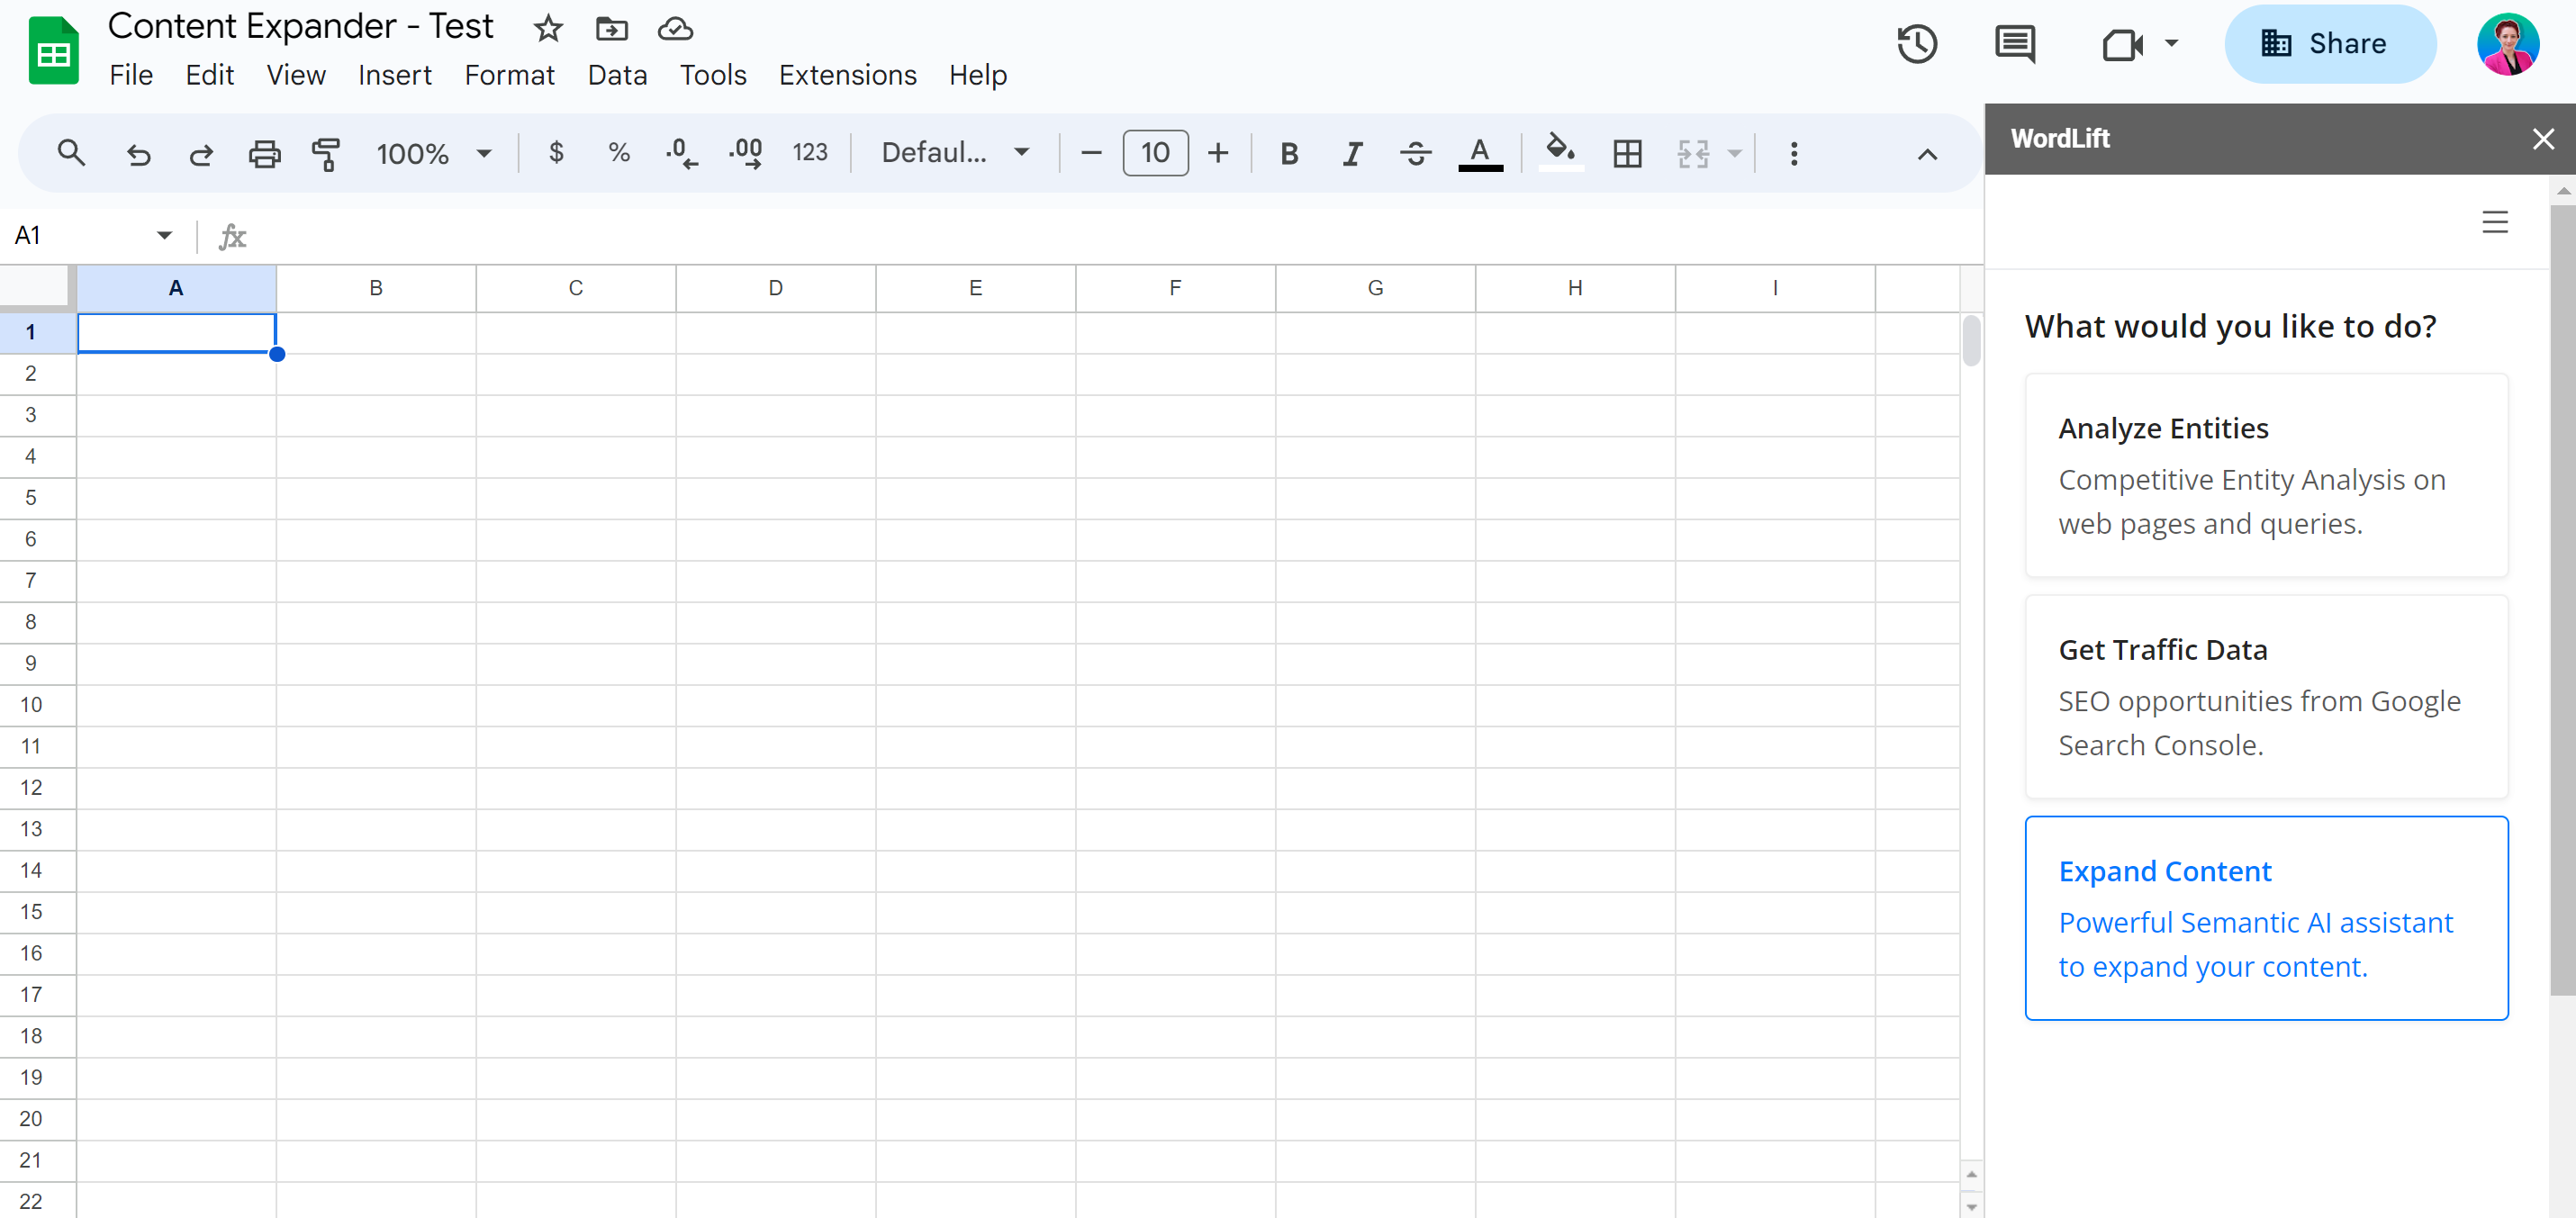 Content Expander - Test
File Edit View Insert Format Data Tools Extensions Help
Share
100% $ % .0 .00 123 Defaul... 10 B I S A
WordLift
A1 fx
A B C D E F G H I
1
2
3
4
5
6
7
8
9
10
11
12
13
14
15
16
17
18
19
20
21
22
What would you like to do?
Analyze Entities
Competitive Entity Analysis on
web pages and queries.
Get Traffic Data
SEO opportunities from Google
Search Console.
Expand Content
Powerful Semantic AI assistant
to expand your content.